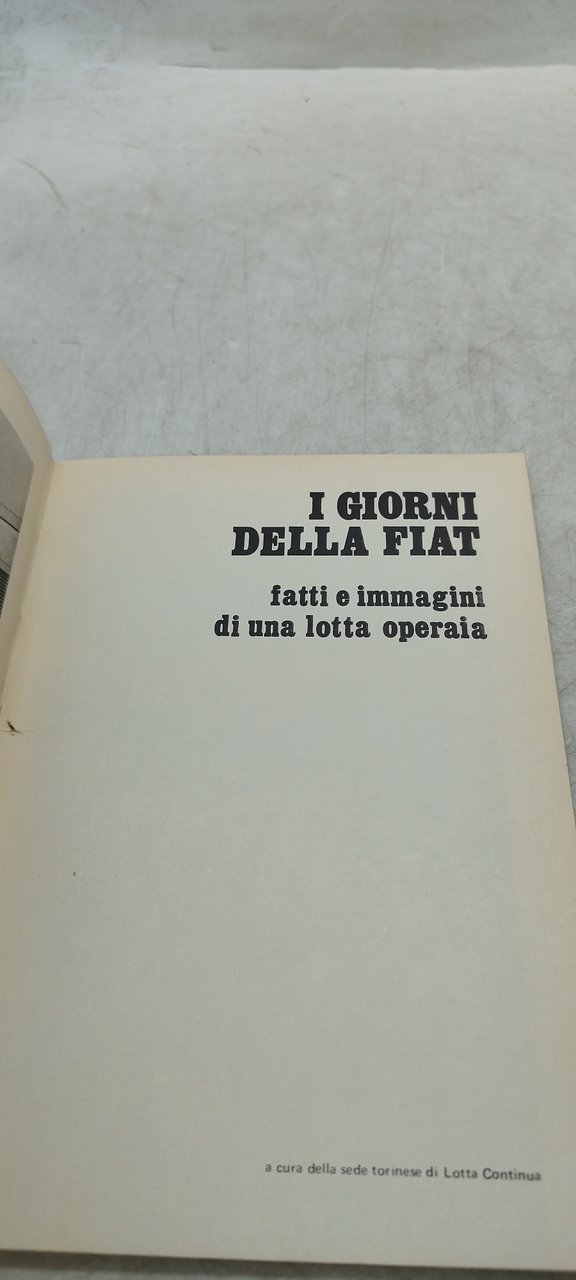 I GIORNI
DELLA FIAT
fatti e immagini
di una lotta operaia
a cura della sede torinese di Lotta Continua